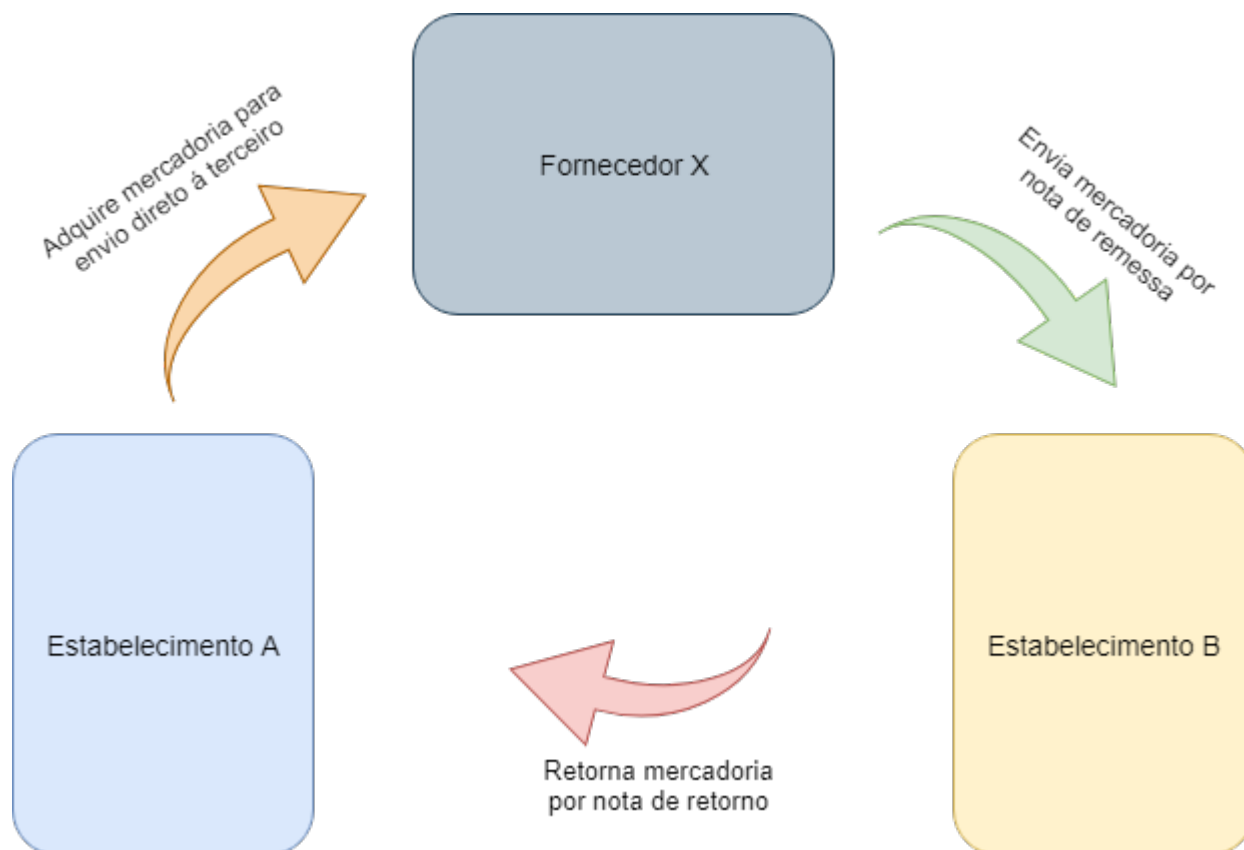 Adquire mercadoria para
envio direto á terceiro
Fornecedor X
Envia mercadoria por
nota de remessa
Estabelecimento A
Estabelecimento B
Retorna mercadoria
por nota de retorno